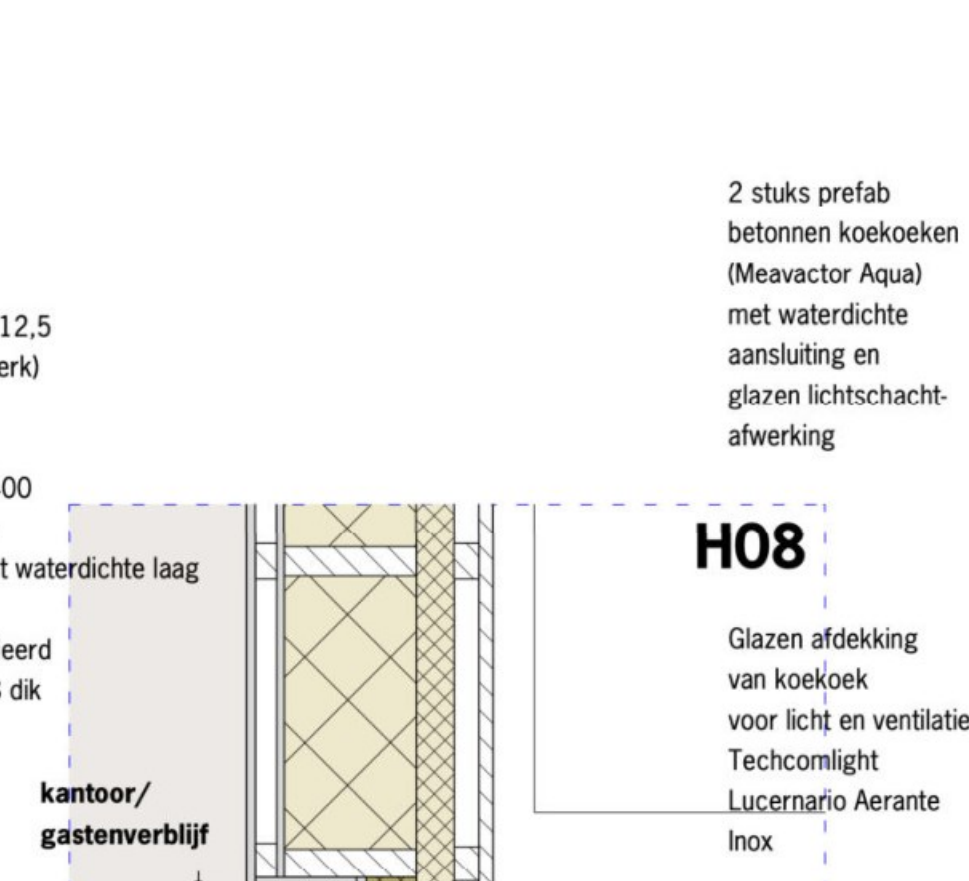 2 stuks prefab
betonnen koekoeken
(Meavactor Aqua)
met waterdichte
aansluiting en
glazen lichtschacht-
afwerking
12,5
erk)
00
t waterdichte laag
eerd
dik
kantoor/
gastenverblijf
H08
Glazen afdekking
van koekoek
voor licht en ventilatie
Techcomlight
Lucernario Aerante
Inox